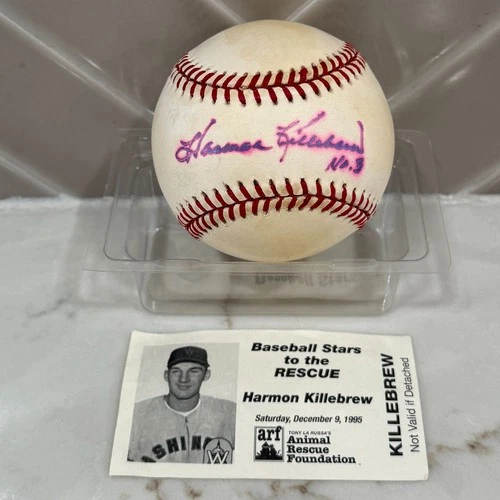 Harmon Killebrew
No. 3
Baseball Stars
to the
RESCUE
Harmon Killebrew
Saturday, December 9, 1995
arf
TONY LA RUSSA'S
Animal
Rescue
Foundation
KILLEBREW
Not Valid if Detached
ASHING
W